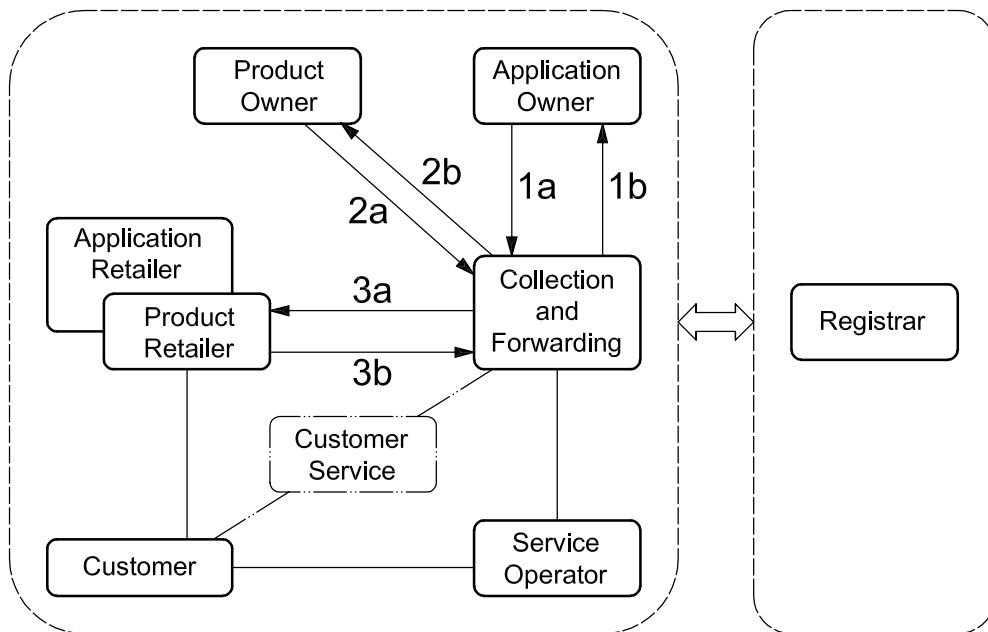 Product
Owner
Application
Owner
2b
2a
1a
1b
Application
Retailer
Product
Retailer
3a
3b
Collection
and
Forwarding
Registrar
Customer
Service
Customer
Service
Operator